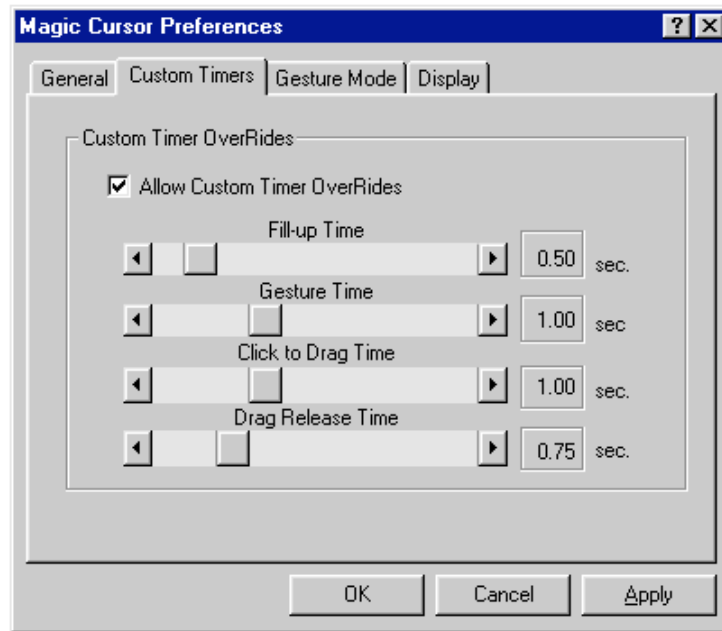 Magic Cursor Preferences
General Custom Timers Gesture Mode Display
Custom Timer OverRides
Allow Custom Timer OverRides
Fill-up Time
0.50 sec.
Gesture Time
1.00 sec
Click to Drag Time
1.00 sec.
Drag Release Time
0.75 sec.
OK Cancel Apply